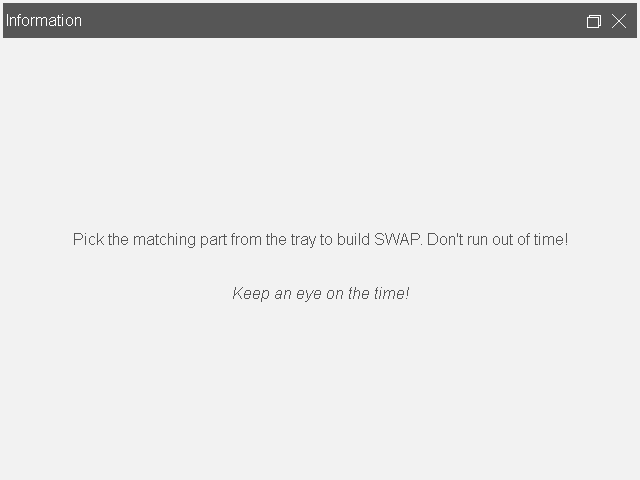 Information
Pick the matching part from the tray to build SWAP. Don't run out of time!
Keep an eye on the time!